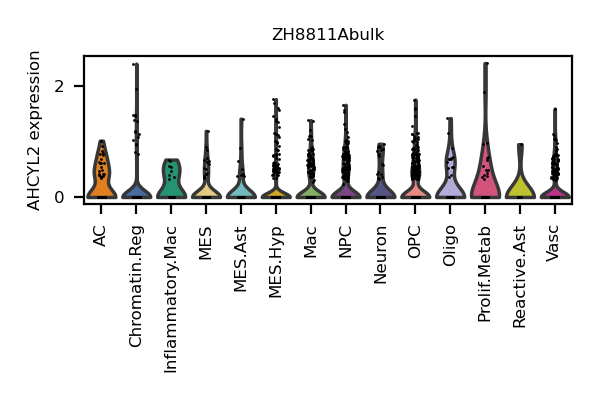 ZH8811Abulk
AHCYL2 expression
2
0
AC
Chromatin.Reg
Inflammatory.Mac
MES
MES.Ast
MES.Hyp
Mac
NPC
Neuron
OPC
Oligo
Prolif.Metab
Reactive.Ast
Vasc